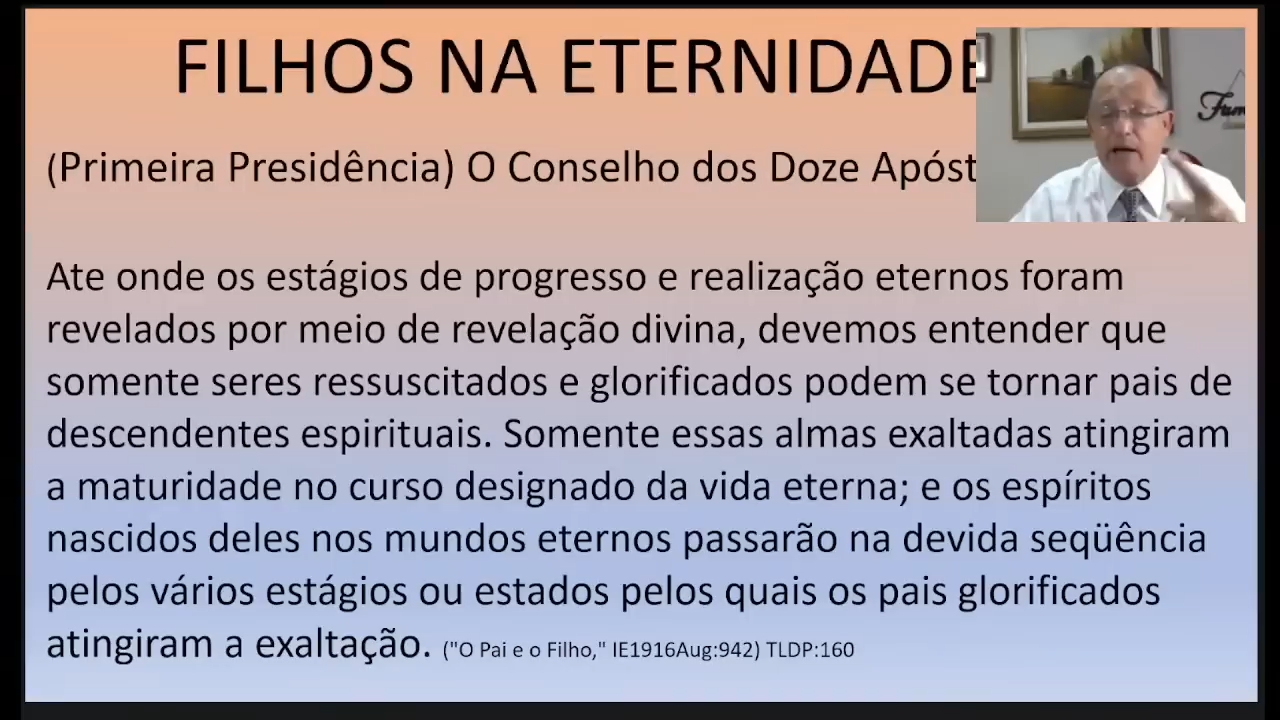 FILHOS NA ETERNIDADE
(Primeira Presidência) O Conselho dos Doze Apóst
Ate onde os estágios de progresso e realização eternos foram
revelados por meio de revelação divina, devemos entender que
somente seres ressuscitados e glorificados podem se tornar pais de
descendentes espirituais. Somente essas almas exaltadas atingiram
a maturidade no curso designado da vida eterna; e os espíritos
nascidos deles nos mundos eternos passarão na devida seqüência
pelos vários estágios ou estados pelos quais os pais glorificados
atingiram a exaltação. ("O Pai e o Filho," IE1916Aug:942) TLDP:160